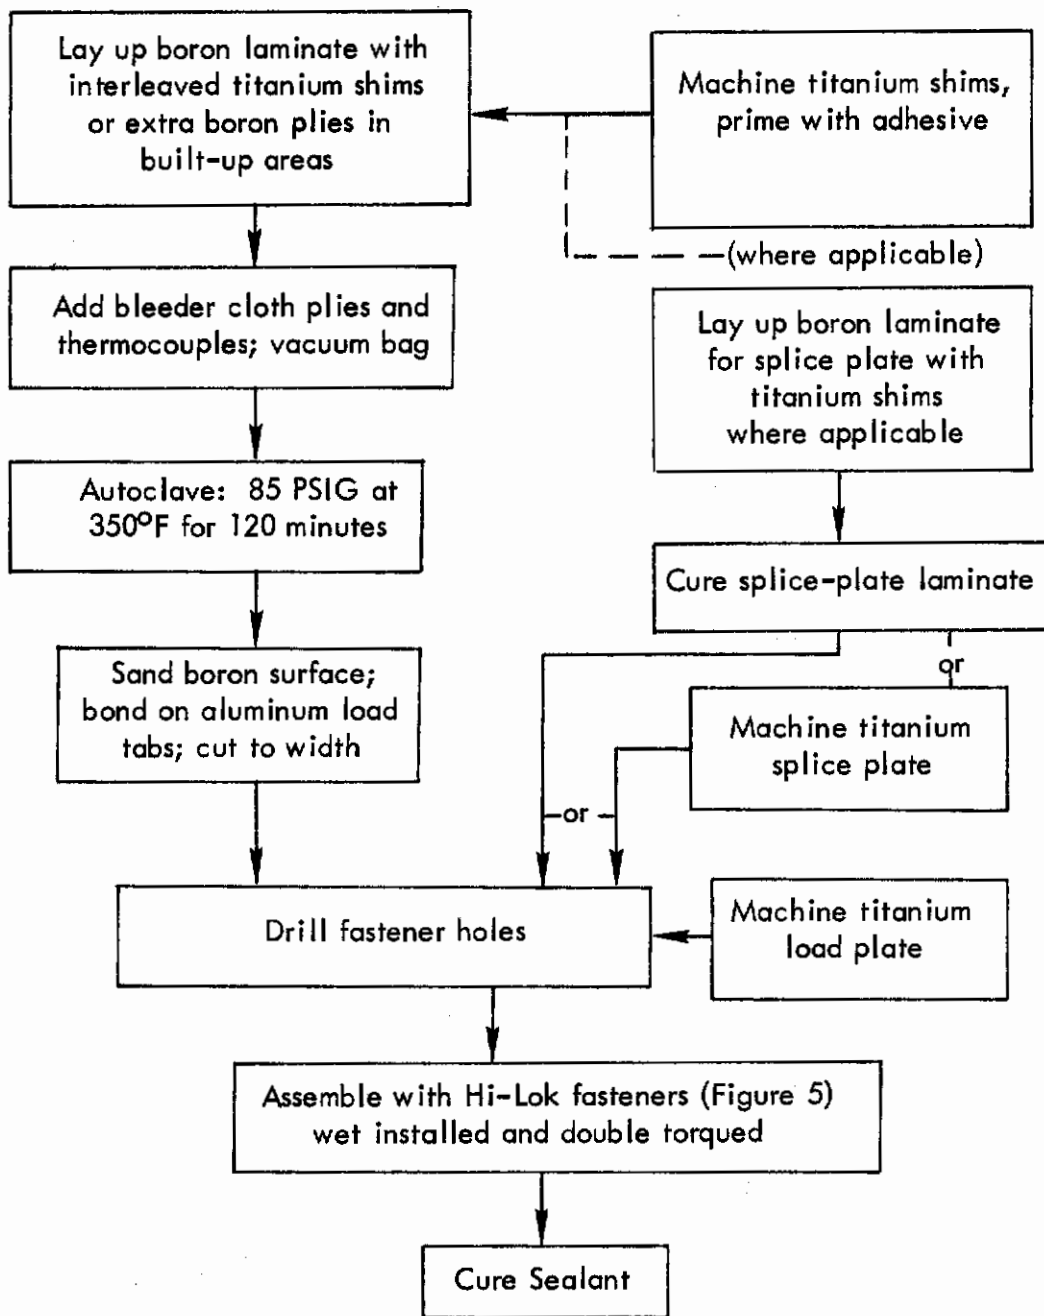 Lay up boron laminate with
interleaved titanium shims
or extra boron plies in
built-up areas
Machine titanium shims,
prime with adhesive
(where applicable)
Add bleeder cloth plies and
thermocouples; vacuum bag
Lay up boron laminate
for splice plate with
titanium shims
where applicable
Autoclave: 85 PSIG at
350°F for 120 minutes
Cure splice-plate laminate
or
Sand boron surface;
bond on aluminum load
tabs; cut to width
Machine titanium
splice plate
or
Drill fastener holes
Machine titanium
load plate
Assemble with Hi-Lok fasteners (Figure 5)
wet installed and double torqued
Cure Sealant